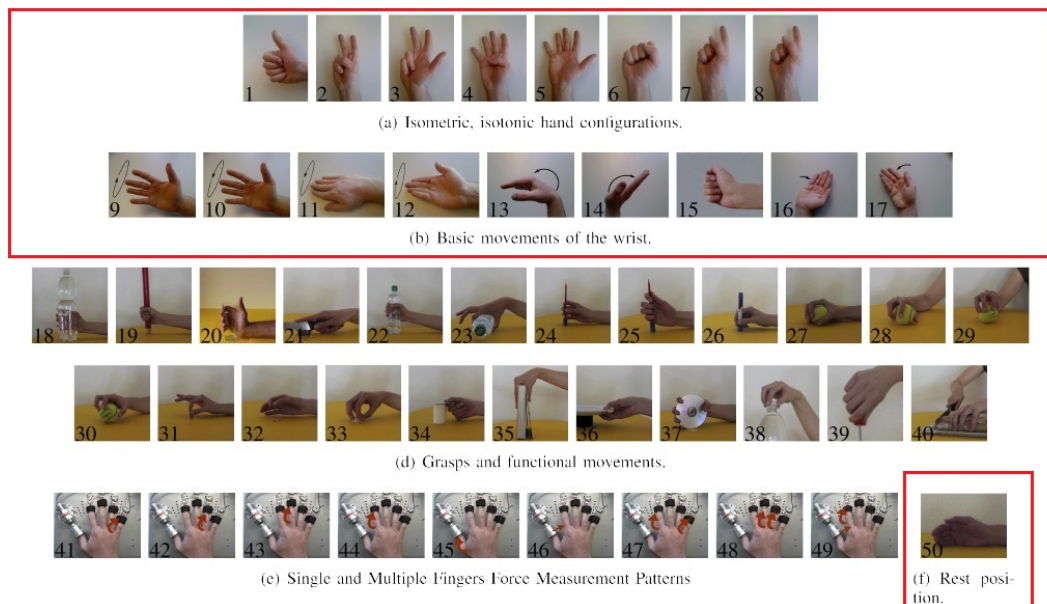 1 2 3 4 5 6 7 8
(a) Isometric, isotonic hand configurations.
9 10 11 12 13 14 15 16 17
(b) Basic movements of the wrist.
18 19 20 21 22 23 24 25 26 27 28 29
30 31 32 33 34 35 36 37 38 39 40
(d) Grasps and functional movements.
41 42 43 44 45 46 47 48 49 50
(e) Single and Multiple Fingers Force Measurement Patterns
(f) Rest posi-
tion.